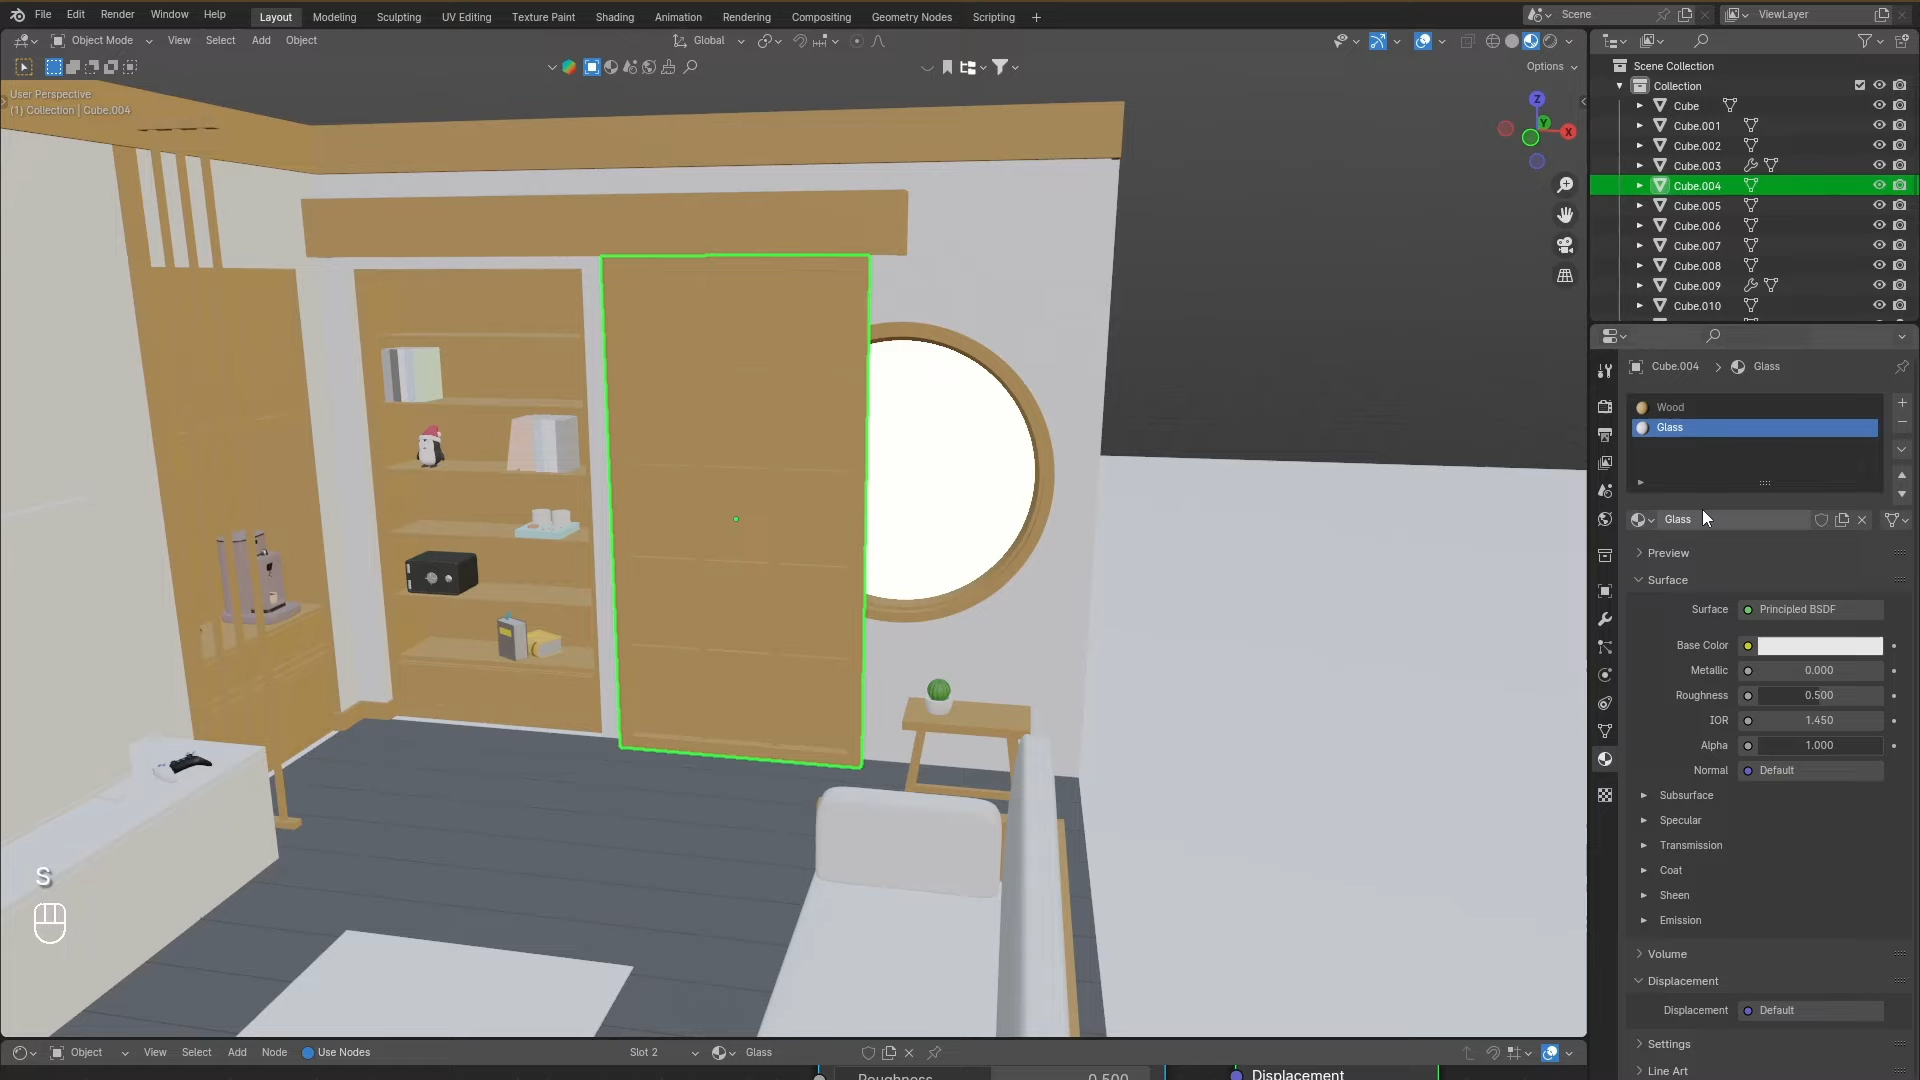 File Edit Render Window Help Layout Modeling Sculpting UV Editing Texture Paint Shading Animation Rendering Compositing Geometry Nodes Scripting + Scene ViewLayer
Object Mode View Select Add Object Global
Options
User Perspective
(1) Collection | Cube.004
Z
Y
X
S
Scene Collection
Collection
Cube
Cube.001
Cube.002
Cube.003
Cube.004
Cube.005
Cube.006
Cube.007
Cube.008
Cube.009
Cube.010
Cube.004 > Glass
Wood
Glass
Glass
Preview
Surface
Surface Principled BSDF
Base Color
Metallic 0.000
Roughness 0.500
IOR 1.450
Alpha 1.000
Normal Default
Subsurface
Specular
Transmission
Coat
Sheen
Emission
Volume
Displacement
Displacement Default
Settings
Line Art
Object View Select Add Node Use Nodes Slot 2 Glass
Roughness 0.500 Displacement